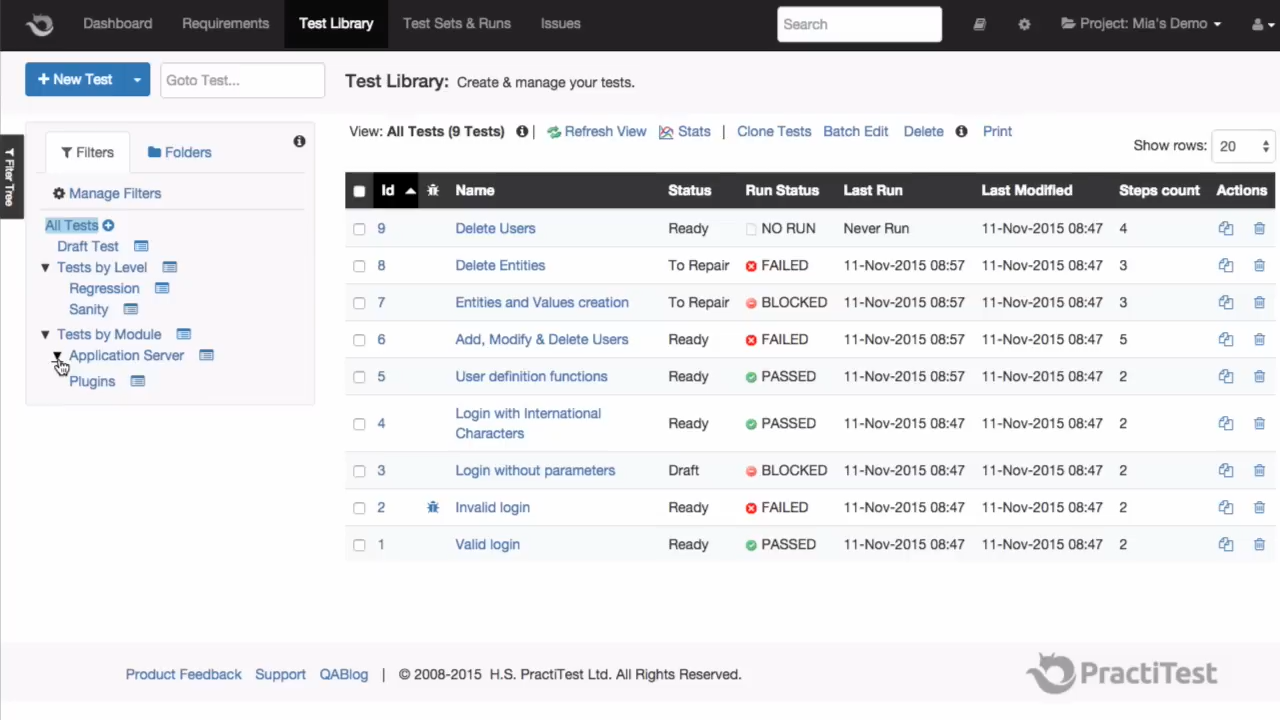 Dashboard Requirements Test Library Test Sets & Runs Issues Search Project: Mia's Demo
+ New Test Goto Test... Test Library: Create & manage your tests.
Filter Tree
Filters Folders
Manage Filters
All Tests
Draft Test
Tests by Level
Regression
Sanity
Tests by Module
Application Server
Plugins
View: All Tests (9 Tests) | Refresh View Stats | Clone Tests Batch Edit Delete Print
Show rows: 20
Id Name Status Run Status Last Run Last Modified Steps count Actions
9 Delete Users Ready NO RUN Never Run 11-Nov-2015 08:47 4
8 Delete Entities To Repair FAILED 11-Nov-2015 08:57 11-Nov-2015 08:47 3
7 Entities and Values creation To Repair BLOCKED 11-Nov-2015 08:57 11-Nov-2015 08:47 3
6 Add, Modify & Delete Users Ready FAILED 11-Nov-2015 08:57 11-Nov-2015 08:47 5
5 User definition functions Ready PASSED 11-Nov-2015 08:57 11-Nov-2015 08:47 2
4 Login with International Characters Ready PASSED 11-Nov-2015 08:47 11-Nov-2015 08:47 2
3 Login without parameters Draft BLOCKED 11-Nov-2015 08:47 11-Nov-2015 08:47 2
2 Invalid login Ready FAILED 11-Nov-2015 08:47 11-Nov-2015 08:47 2
1 Valid login Ready PASSED 11-Nov-2015 08:47 11-Nov-2015 08:47 2
Product Feedback Support QABlog | © 2008-2015 H.S. PractiTest Ltd. All Rights Reserved.
PractiTest